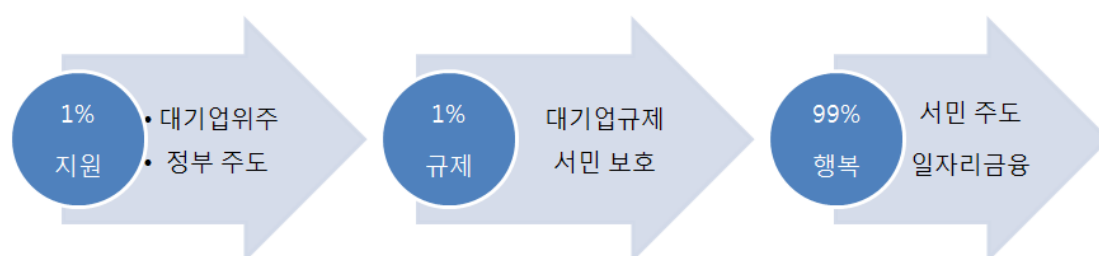 1%
지원
• 대기업위주
• 정부 주도
1%
규제
대기업규제
서민 보호
99%
행복
서민 주도
일자리금융